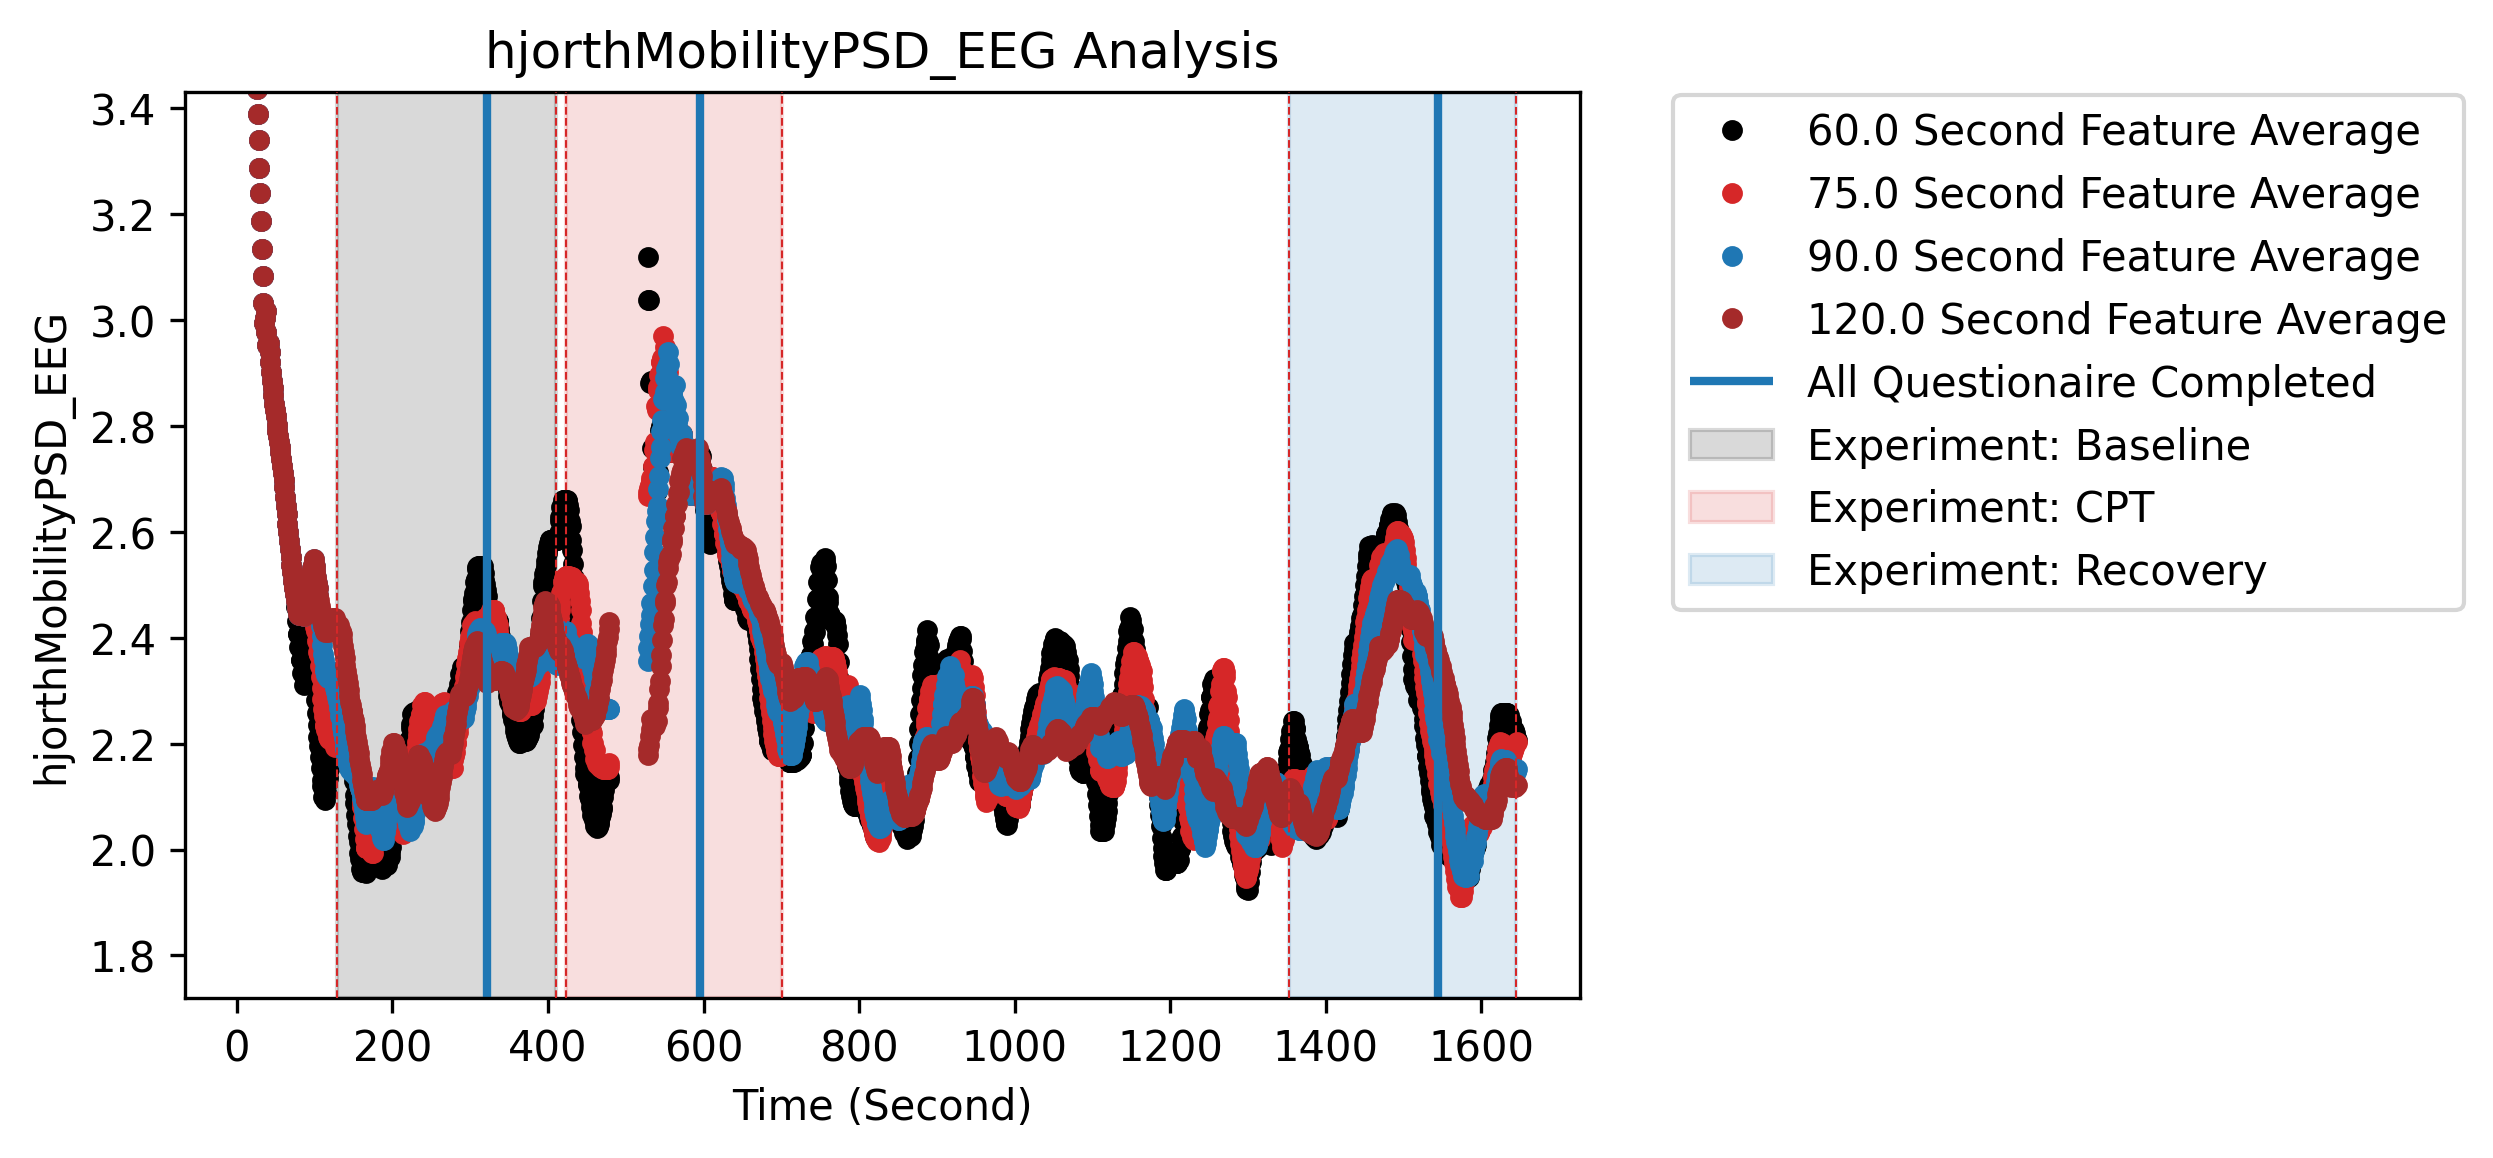 hjorthMobilityPSD_EEG Analysis
hjorthMobilityPSD_EEG
3.4
3.2
3.0
2.8
2.6
2.4
2.2
2.0
1.8
0 200 400 600 800 1000 1200 1400 1600
Time (Second)
60.0 Second Feature Average
75.0 Second Feature Average
90.0 Second Feature Average
120.0 Second Feature Average
All Questionaire Completed
Experiment: Baseline
Experiment: CPT
Experiment: Recovery